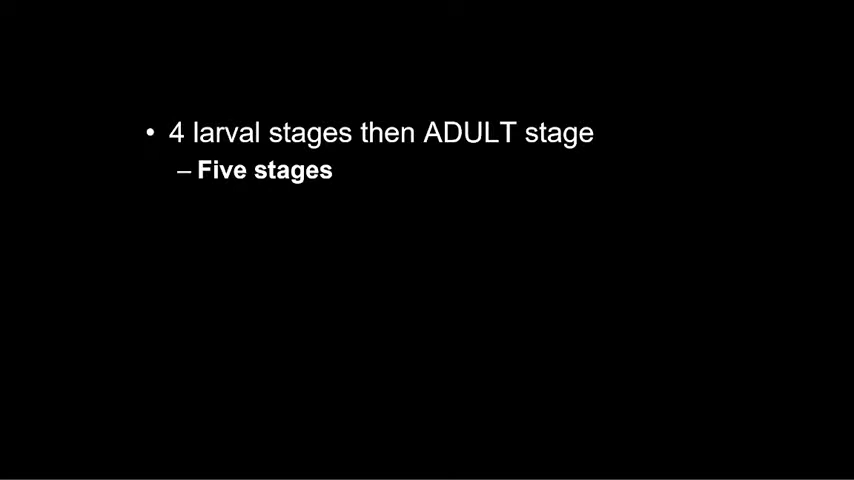 • 4 larval stages then ADULT stage
– Five stages